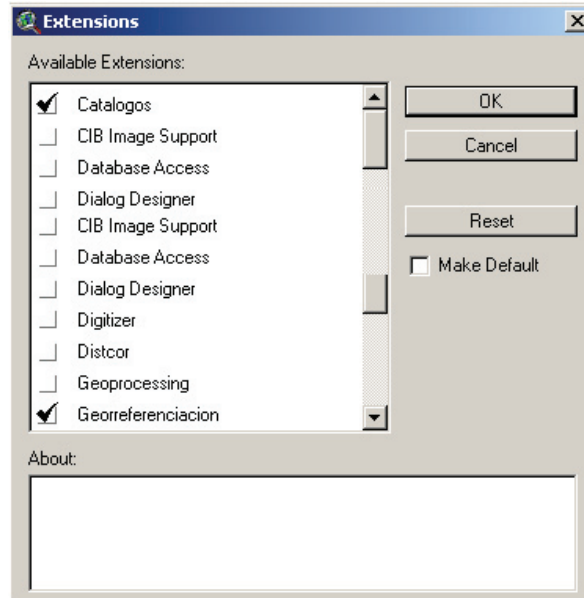 Extensions
Available Extensions:
Catalogos
CIB Image Support
Database Access
Dialog Designer
CIB Image Support
Database Access
Dialog Designer
Digitizer
Distcor
Geoprocessing
Georreferenciacion
OK
Cancel
Reset
Make Default
About: